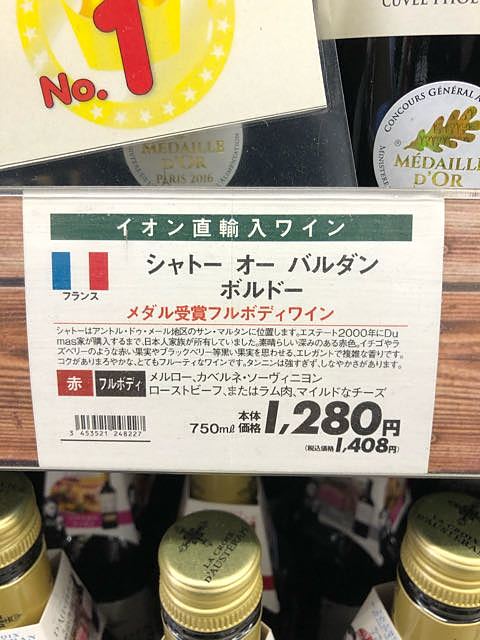 No.1
CUVÉE PHOE
CONCOURS GÉNÉRAL A
MÉDAILLE
D'OR
MINISTÈRE
MÉDAILLE
D'OR
PARIS 2016
イオン直輸入ワイン
フランス
シャトー オー バルダン
ボルドー
メダル受賞フルボディワイン
シャトーはアントル・ドゥ・メール地区のサン・マルタンに位置します。エステート2000年にDu
mas家が購入するまで、日本人家族が所有していました。素晴らしい深みのある赤色。イチゴやラ
ズベリーのような赤い果実やブラックベリー等黒い果実を思わせる、エレガントで複雑な香りです。
コクがありまろやかな、とてもフルーティなワインです。タンニンは強すぎず、しなやかさがあります。
赤 フルボディ メルロー、カベルネ・ソーヴィニヨン
ローストビーフ、またはラム肉、マイルドなチーズ
3 453521 248227
750ml 本体価格 1,280円
(税込価格1,408円)
LA CROIX
D'AUSTERAN
LA CROIX
D'AUSTERAN